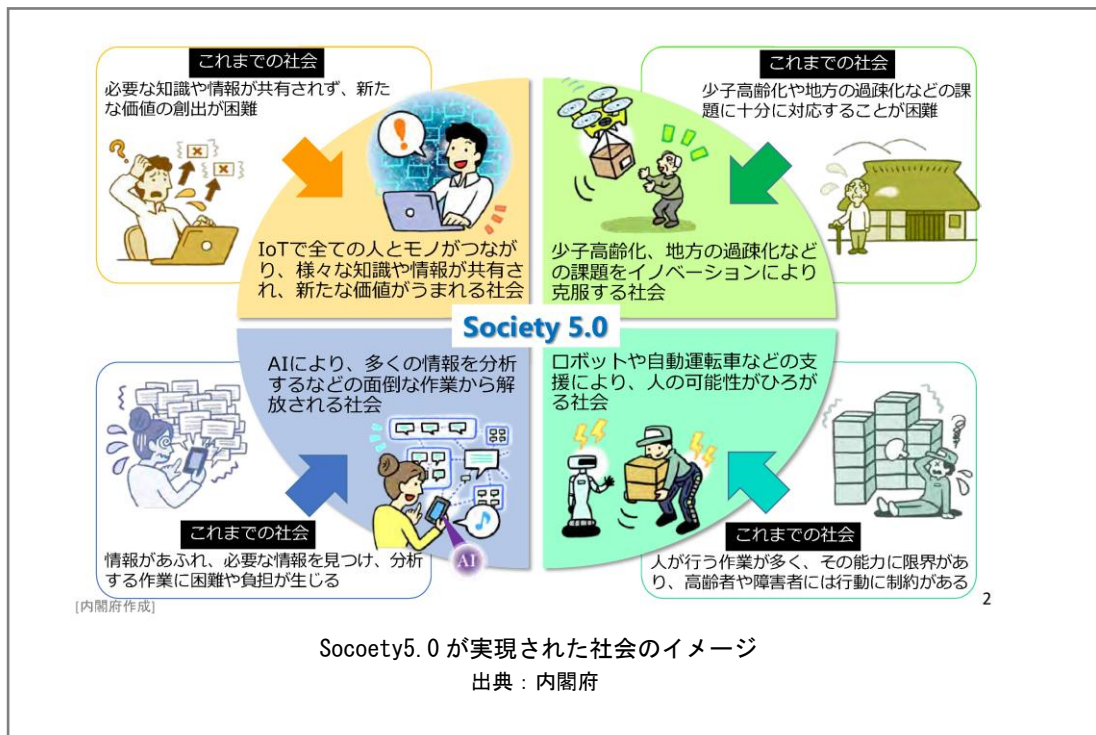 これまでの社会
必要な知識や情報が共有されず、新た
な価値の創出が困難
IoTで全ての人とモノがつなが
り、様々な知識や情報が共有さ
れ、新たな価値がうまれる社会
これまでの社会
少子高齢化や地方の過疎化などの課
題に十分に対応することが困難
少子高齢化、地方の過疎化など
の課題をイノベーションにより
克服する社会
Society 5.0
AIにより、多くの情報を分析
するなどの面倒な作業から解
放される社会
AI
これまでの社会
情報があふれ、必要な情報を見つけ、分析
する作業に困難や負担が生じる
ロボットや自動運転車などの支
援により、人の可能性がひろが
る社会
これまでの社会
人が行う作業が多く、その能力に限界があ
り、高齢者や障害者には行動に制約がある
[内閣府作成]
2
Socoety5.0が実現された社会のイメージ
出典：内閣府